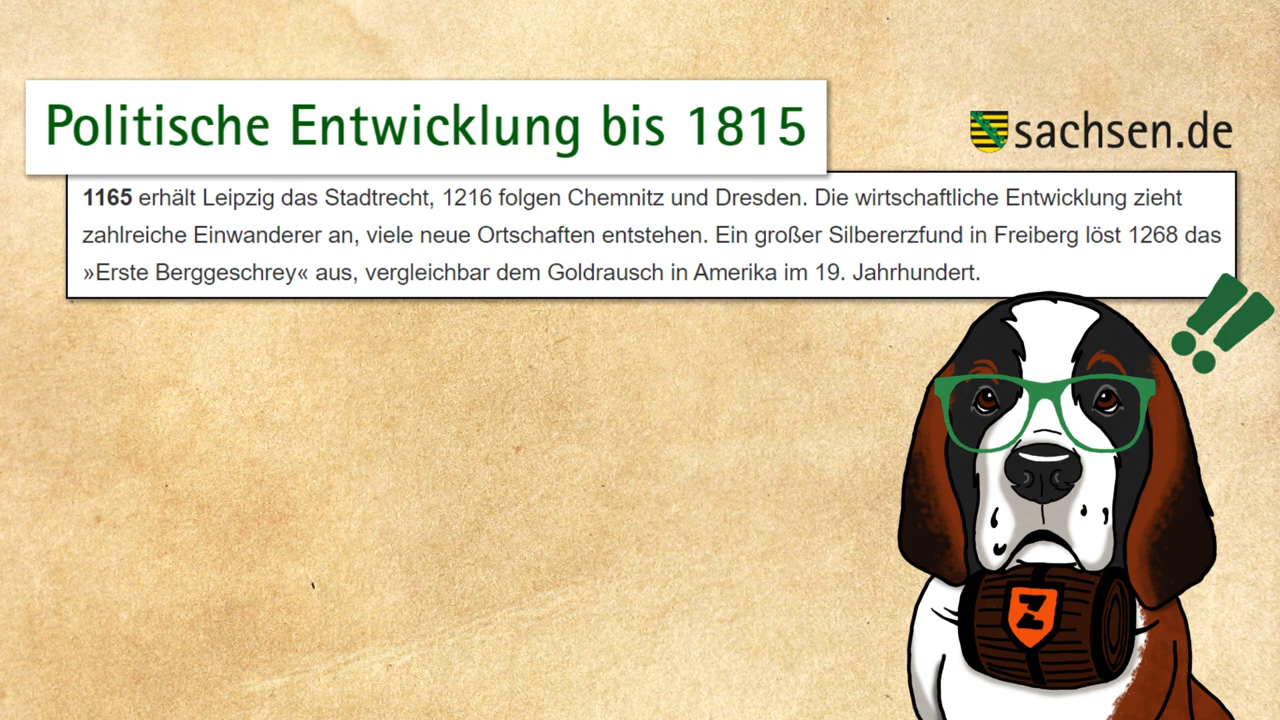 Politische Entwicklung bis 1815
sachsen.de
1165 erhält Leipzig das Stadtrecht, 1216 folgen Chemnitz und Dresden. Die wirtschaftliche Entwicklung zieht
zahlreiche Einwanderer an, viele neue Ortschaften entstehen. Ein großer Silbererzfund in Freiberg löst 1268 das
»Erste Berggeschrey« aus, vergleichbar dem Goldrausch in Amerika im 19. Jahrhundert.
!!
Z